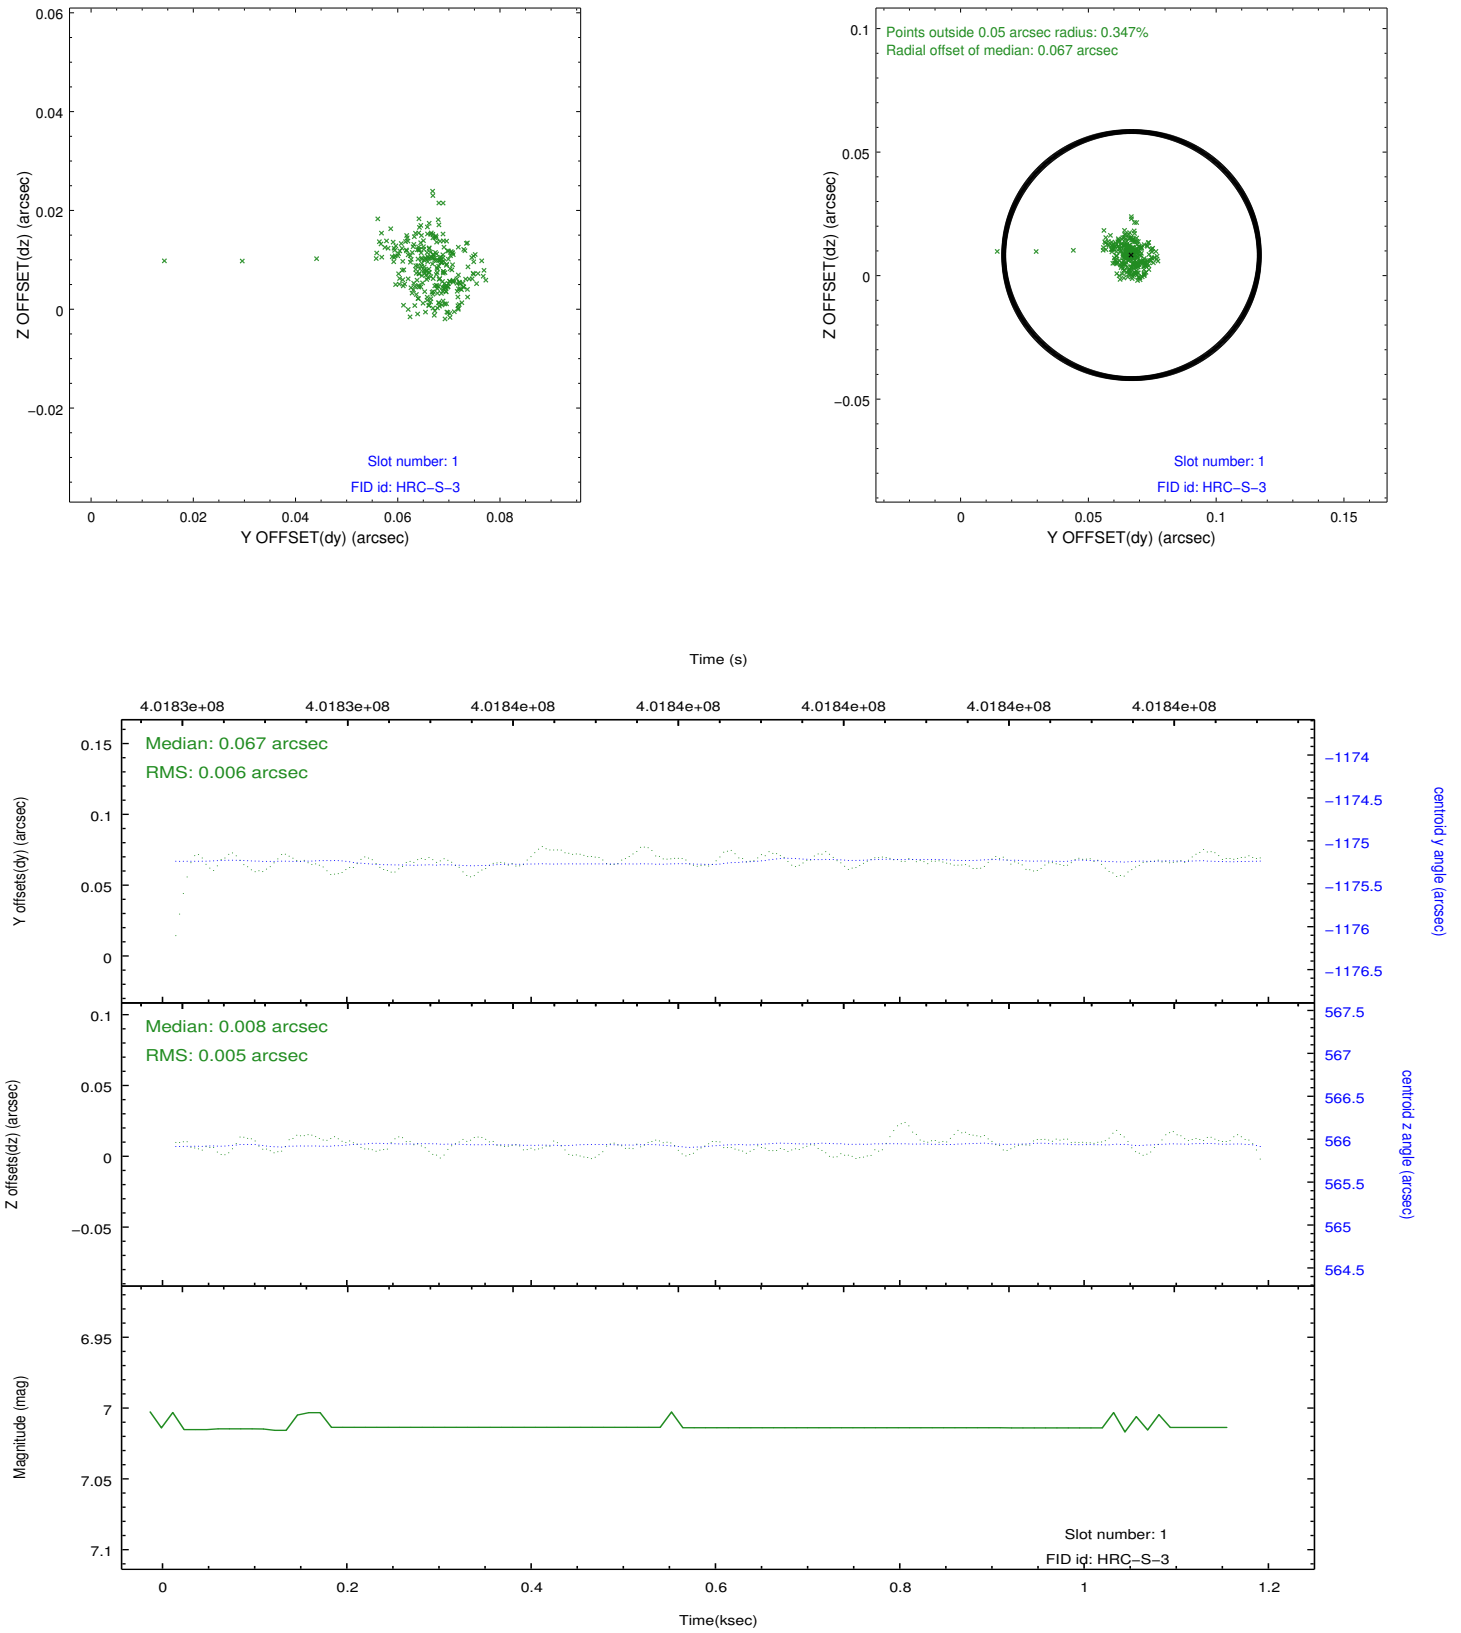 0.06
0.04
0.02
0
−0.02
Z OFFSET(dz) (arcsec)
Slot number: 1
FID id: HRC−S−3
0 0.02 0.04 0.06 0.08
Y OFFSET(dy) (arcsec)
Points outside 0.05 arcsec radius: 0.347%
Radial offset of median: 0.067 arcsec
0.1
0.05
0
−0.05
Z OFFSET(dz) (arcsec)
Slot number: 1
FID id: HRC−S−3
0 0.05 0.1 0.15
Y OFFSET(dy) (arcsec)
Time (s)
4.0183e+08 4.0183e+08 4.0184e+08 4.0184e+08 4.0184e+08 4.0184e+08 4.0184e+08
Median: 0.067 arcsec
RMS: 0.006 arcsec
0.15
0.1
0.05
0
Y offsets(dy) (arcsec)
−1174
−1174.5
−1175
−1175.5
−1176
−1176.5
centroid y angle (arcsec)
Median: 0.008 arcsec
RMS: 0.005 arcsec
0.1
0.05
0
−0.05
Z offsets(dz) (arcsec)
567.5
567
566.5
566
565.5
565
564.5
centroid z angle (arcsec)
6.95
7
7.05
7.1
Magnitude (mag)
Slot number: 1
FID id: HRC−S−3
0 0.2 0.4 0.6 0.8 1 1.2
Time(ksec)